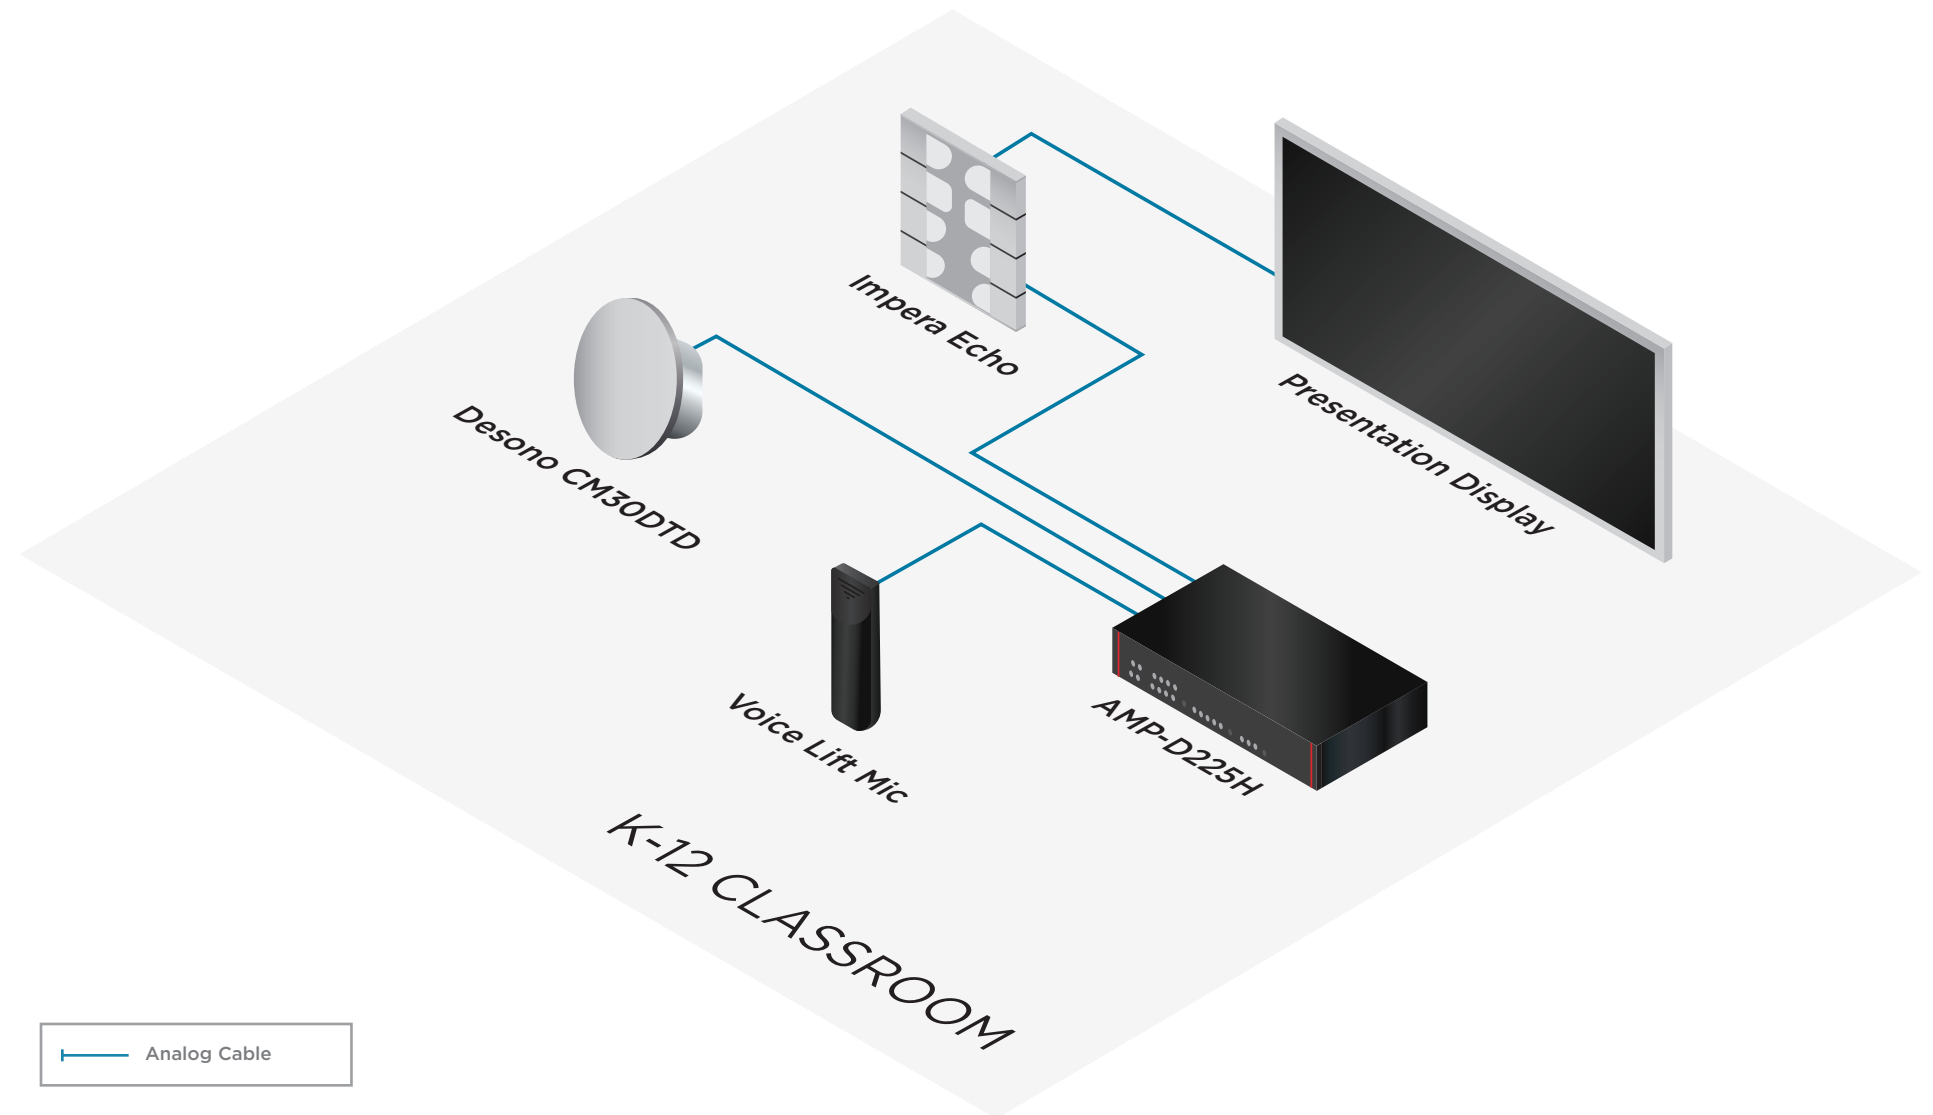 Impera Echo
Presentation Display
Desono CM30DTD
Voice Lift Mic
AMP-D225H
K-12 CLASSROOM
Analog Cable